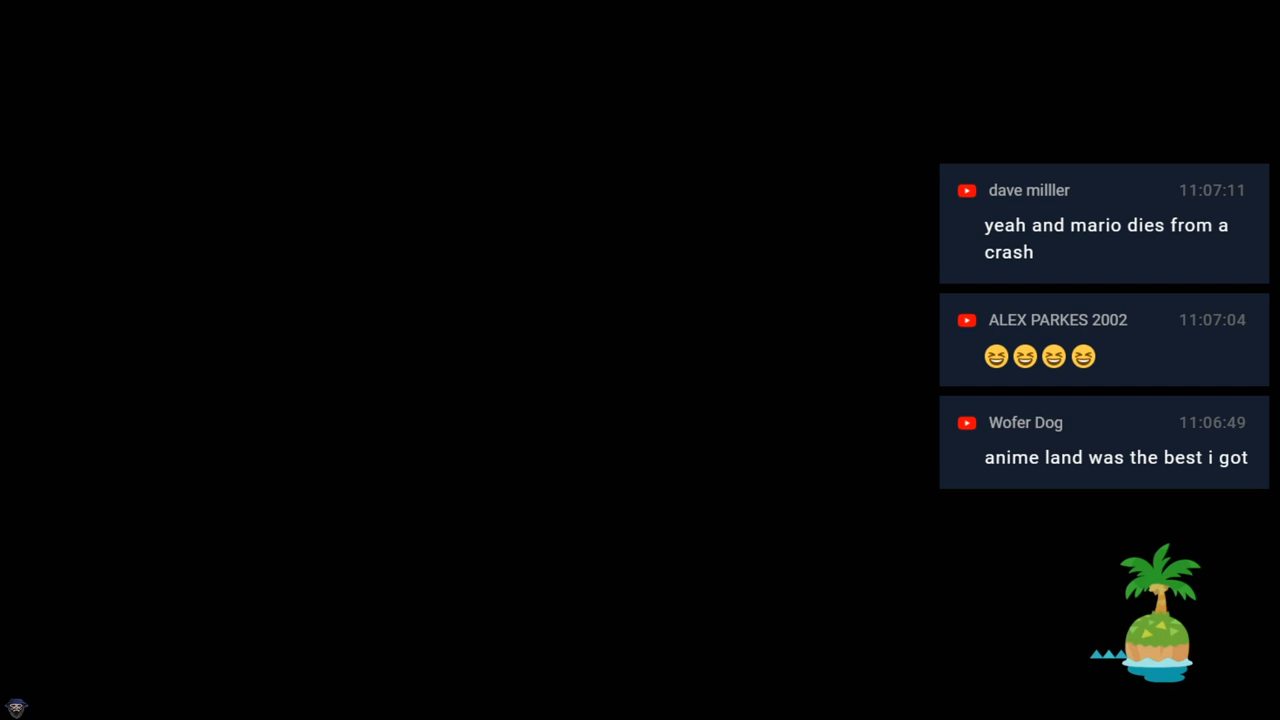 dave milller 11:07:11
yeah and mario dies from a
crash
ALEX PARKES 2002 11:07:04
😆😆😆😆
Wofer Dog 11:06:49
anime land was the best i got